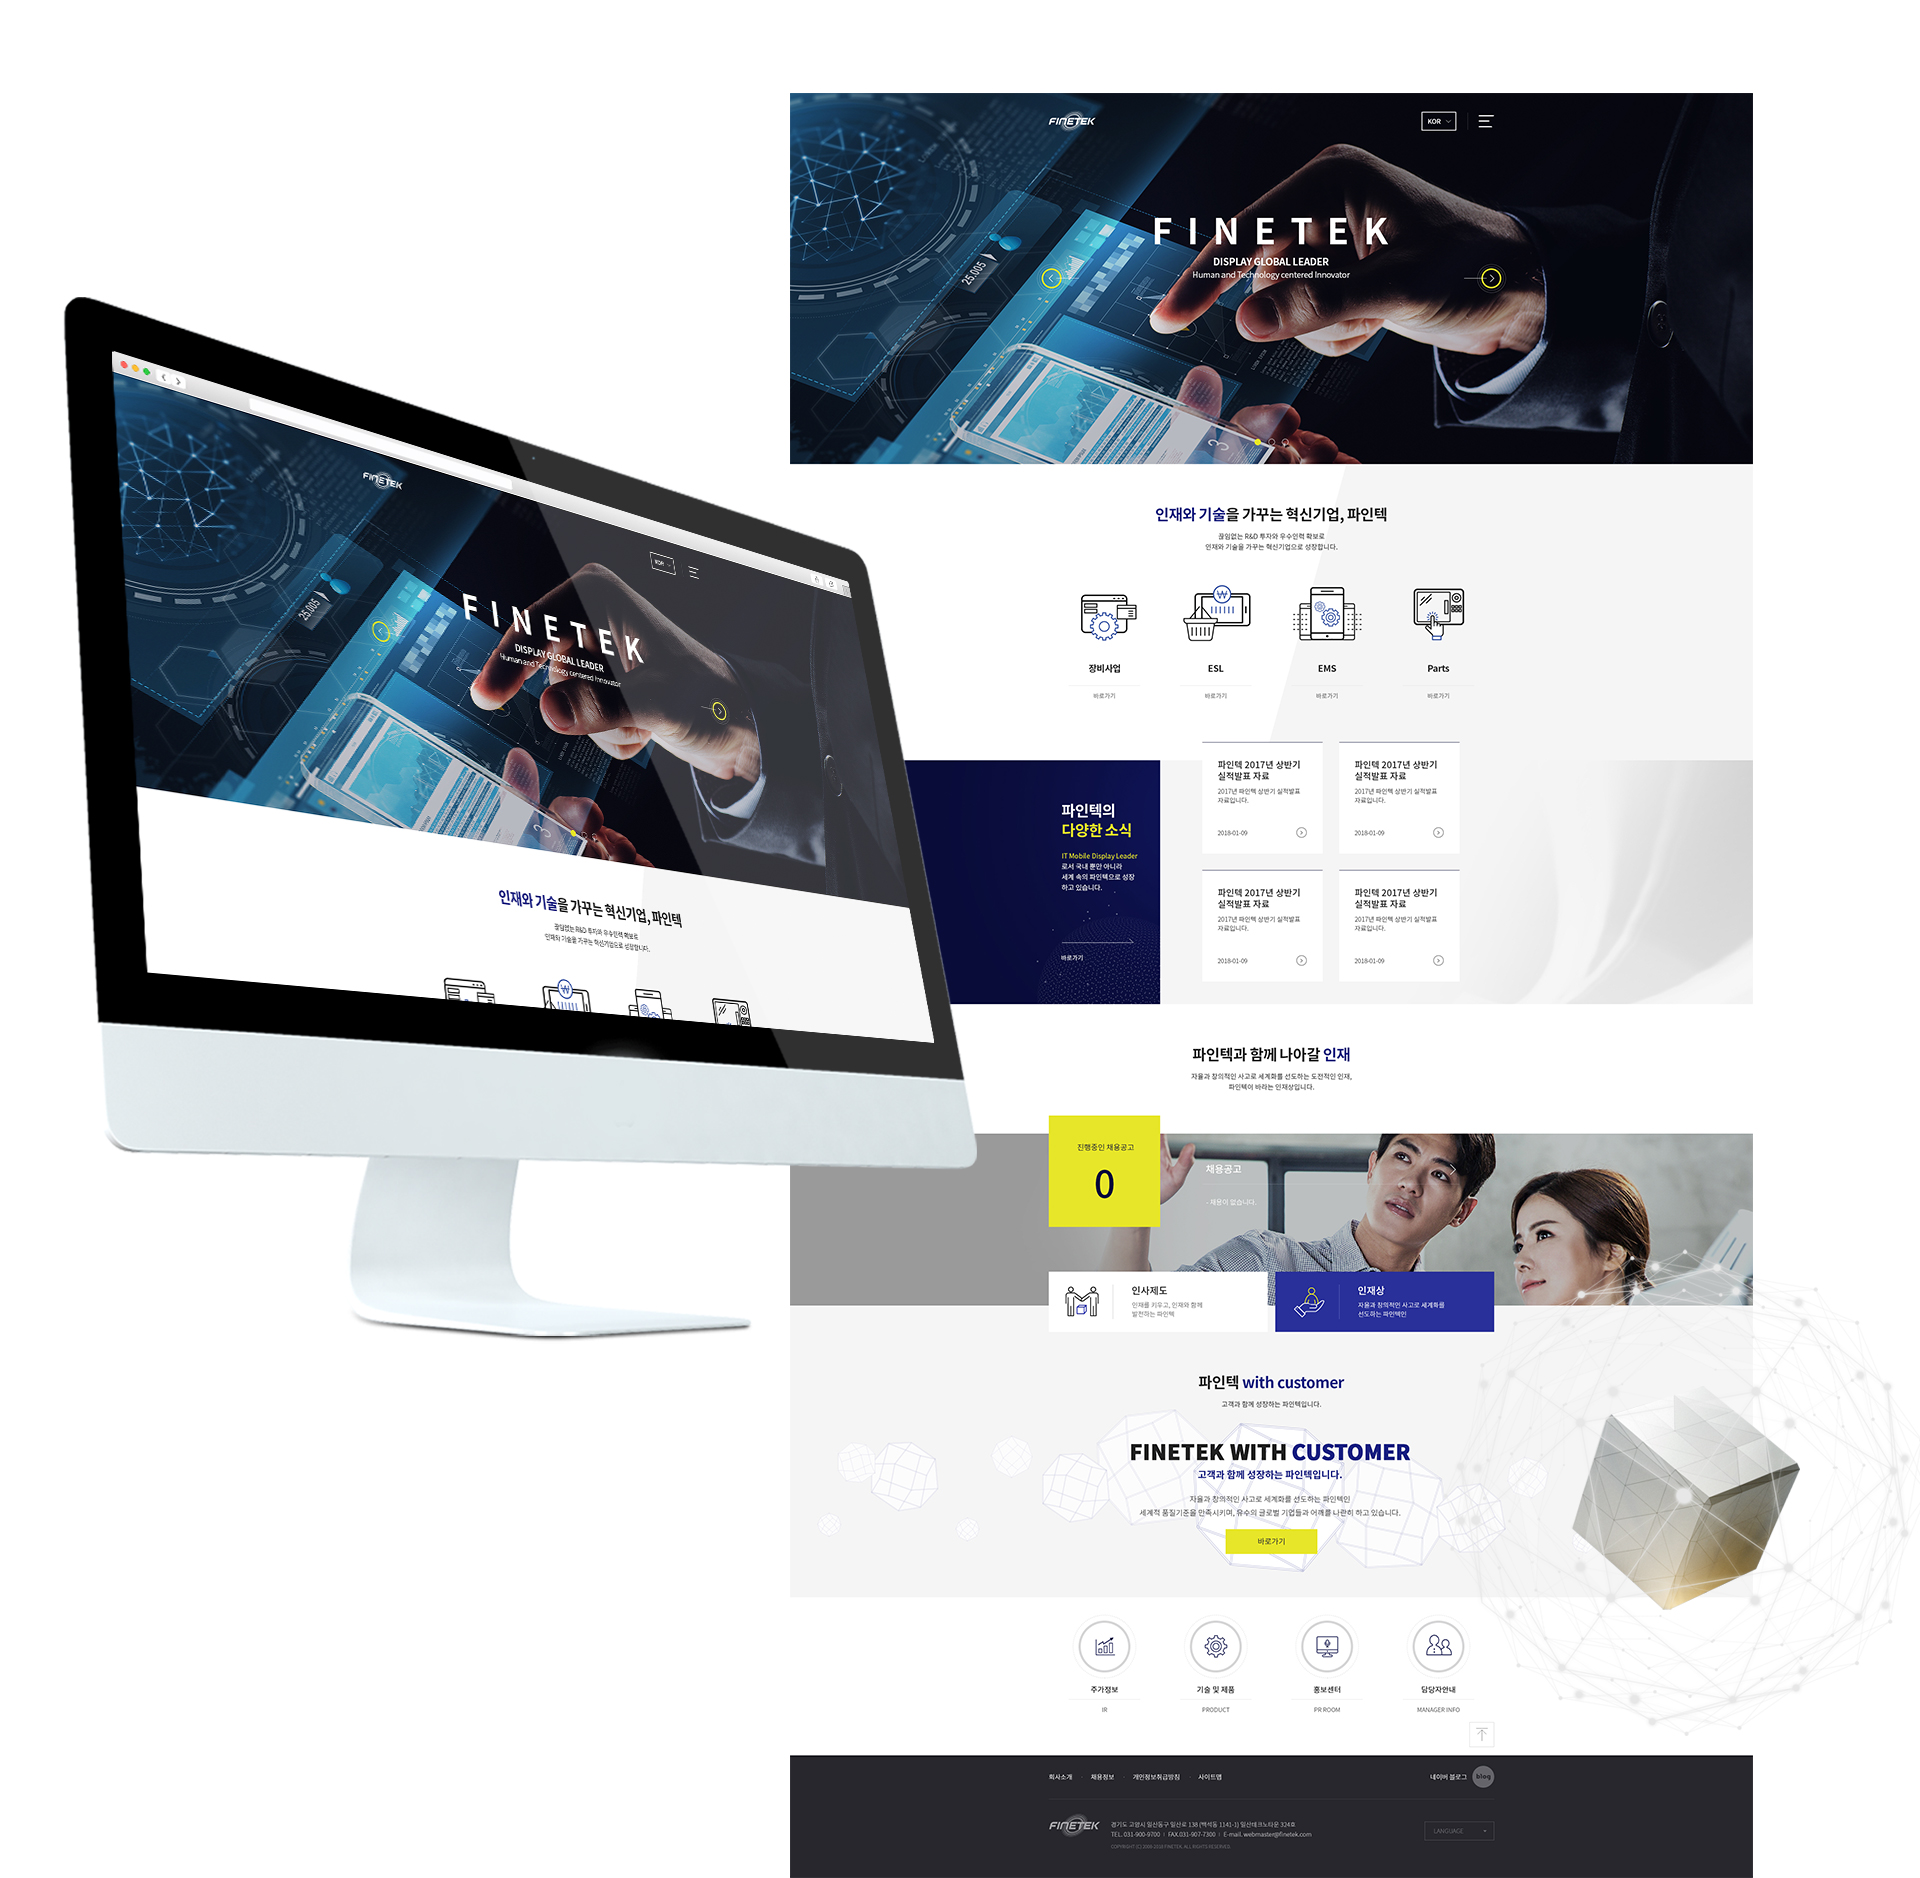 FINETEK
KOR
FINETEK
DISPLAY GLOBAL LEADER
Human and Technology centered Innovator
25.005
3
인재와 기술을 가꾸는 혁신기업, 파인텍
끊임없는 R&D 투자와 우수인력 확보로
인재와 기술을 가꾸는 혁신기업으로 성장합니다.
장비사업
바로가기
ESL
바로가기
EMS
바로가기
Parts
바로가기
파인텍의
다양한 소식
IT Mobile Display Leader
로서 국내 뿐만 아니라
세계 속의 파인텍으로 성장
하고 있습니다.
바로가기
파인텍 2017년 상반기
실적발표 자료
2017년 파인텍 상반기 실적발표
자료입니다.
2018-01-09
파인텍 2017년 상반기
실적발표 자료
2017년 파인텍 상반기 실적발표
자료입니다.
2018-01-09
파인텍 2017년 상반기
실적발표 자료
2017년 파인텍 상반기 실적발표
자료입니다.
2018-01-09
파인텍 2017년 상반기
실적발표 자료
2017년 파인텍 상반기 실적발표
자료입니다.
2018-01-09
파인텍과 함께 나아갈 인재
자율과 창의적인 사고로 세계화를 선도하는 도전적인 인재,
파인텍이 바라는 인재상입니다.
진행중인 채용공고
0
채용공고
- 채용이 없습니다.
인사제도
인재를 키우고, 인재와 함께
발전하는 파인텍
인재상
자율과 창의적인 사고로 세계화를
선도하는 파인텍인
파인텍 with customer
고객과 함께 성장하는 파인텍입니다.
FINETEK WITH CUSTOMER
고객과 함께 성장하는 파인텍입니다.
자율과 창의적인 사고로 세계화를 선도하는 파인텍인
세계적 품질기준을 만족시키며, 유수의 글로벌 기업들과 어깨를 나란히 하고 있습니다.
바로가기
주가정보
IR
기술 및 제품
PRODUCT
홍보센터
PR ROOM
담당자안내
MANAGER INFO
회사소개 · 채용정보 · 개인정보취급방침 · 사이트맵
네이버 블로그
blog
FINETEK
경기도 고양시 일산동구 일산로 138 (백석동 1141-1) 일산테크노타운 324호
TEL. 031-900-9700 | FAX.031-907-7300 | E-mail. webmaster@finetek.com
LANGUAGE
FINETEK
KOR
25.005
FINETEK
DISPLAY GLOBAL LEADER
Human and Technology centered Innovator
3
인재와 기술을 가꾸는 혁신기업, 파인텍
끊임없는 R&D 투자와 우수인력 확보로
인재와 기술을 가꾸는 혁신기업으로 성장합니다.